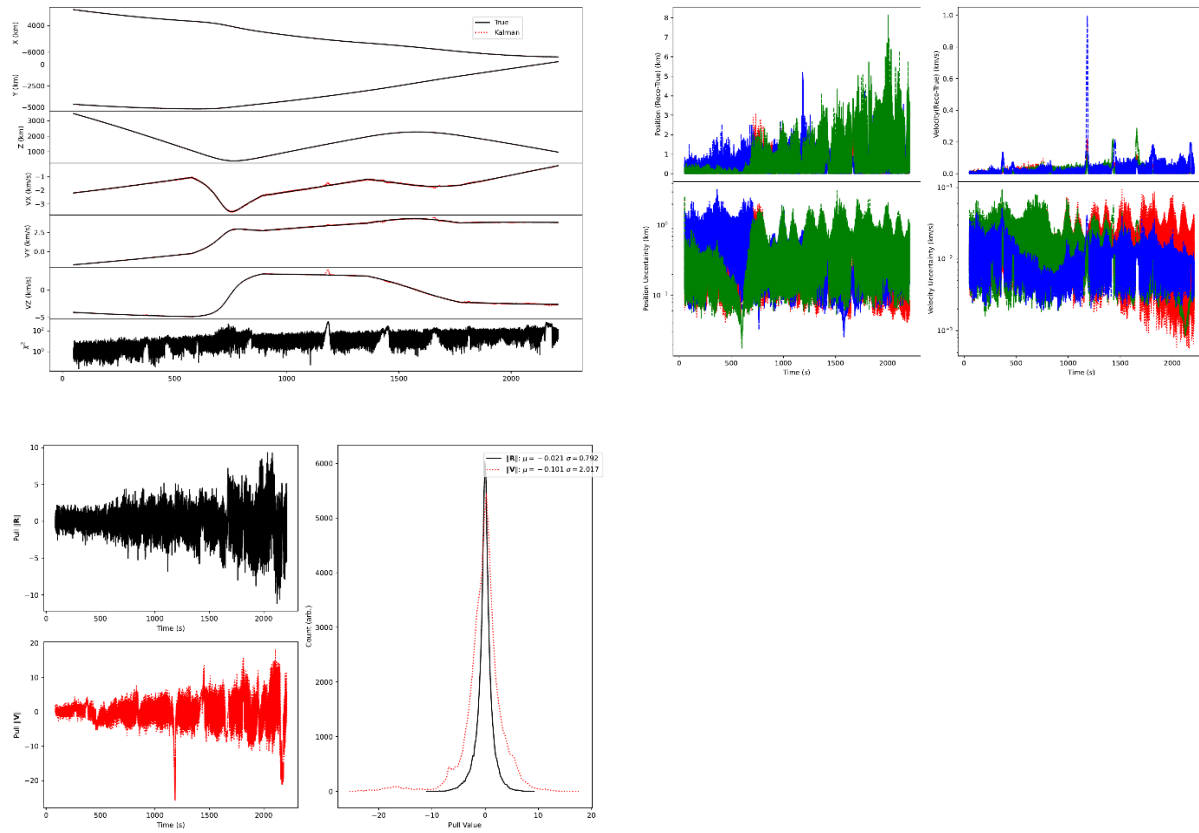 4000
−6000
X (km)
True
Kalman
0
−2500
−5000
Y (km)
3000
2000
1000
Z (km)
−1
−2
−3
VX (km/s)
2.5
0.0
VY (km/s)
0
−5
VZ (km/s)
10²
10⁰
χ²
0 500 1000 1500 2000
Time (s)
8
7
6
5
4
3
2
1
0
Position (Reco-True) (km)
1.0
0.8
0.6
0.4
0.2
0.0
Velocity(Reco-True) (km/s)
10⁰
10⁻¹
Position Uncertainty (km)
0 500 1000 1500 2000
Time (s)
10⁻¹
10⁻²
10⁻³
Velocity Uncertainty (km/s)
0 500 1000 1500 2000
Time (s)
10
5
0
−5
−10
Pull ||R||
0 500 1000 1500 2000
Time (s)
20
10
0
−10
−20
Pull ||V||
0 500 1000 1500 2000
Time (s)
||R||: μ = −0.021 σ = 0.792
||V||: μ = −0.101 σ = 2.017
6000
5000
4000
3000
2000
1000
0
Count (arb.)
−20 −10 0 10 20
Pull Value